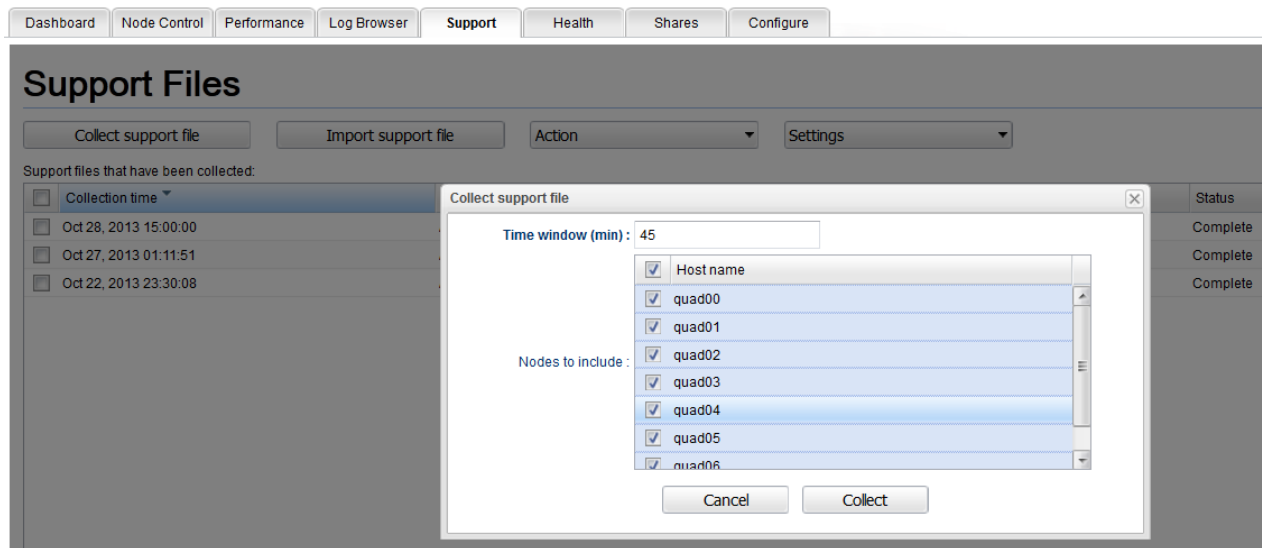 Dashboard Node Control Performance Log Browser Support Health Shares Configure
Support Files
Collect support file Import support file Action Settings
Support files that have been collected:
Collection time Status
Collect support file
Oct 28, 2013 15:00:00 Complete
Time window (min) : 45
Oct 27, 2013 01:11:51 Complete
Host name
Oct 22, 2013 23:30:08 Complete
quad00
quad01
quad02
Nodes to include :
quad03
quad04
quad05
quad06
Cancel Collect